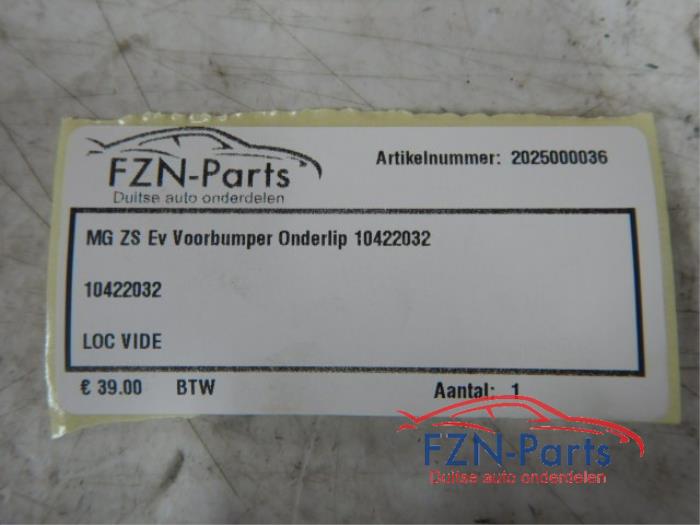 FZN-Parts
Duitse auto onderdelen
Artikelnummer: 2025000036
MG ZS Ev Voorbumper Onderlip 10422032
10422032
LOC VIDE
€ 39.00 BTW Aantal: 1
FZN-Parts
Duitse auto onderdelen